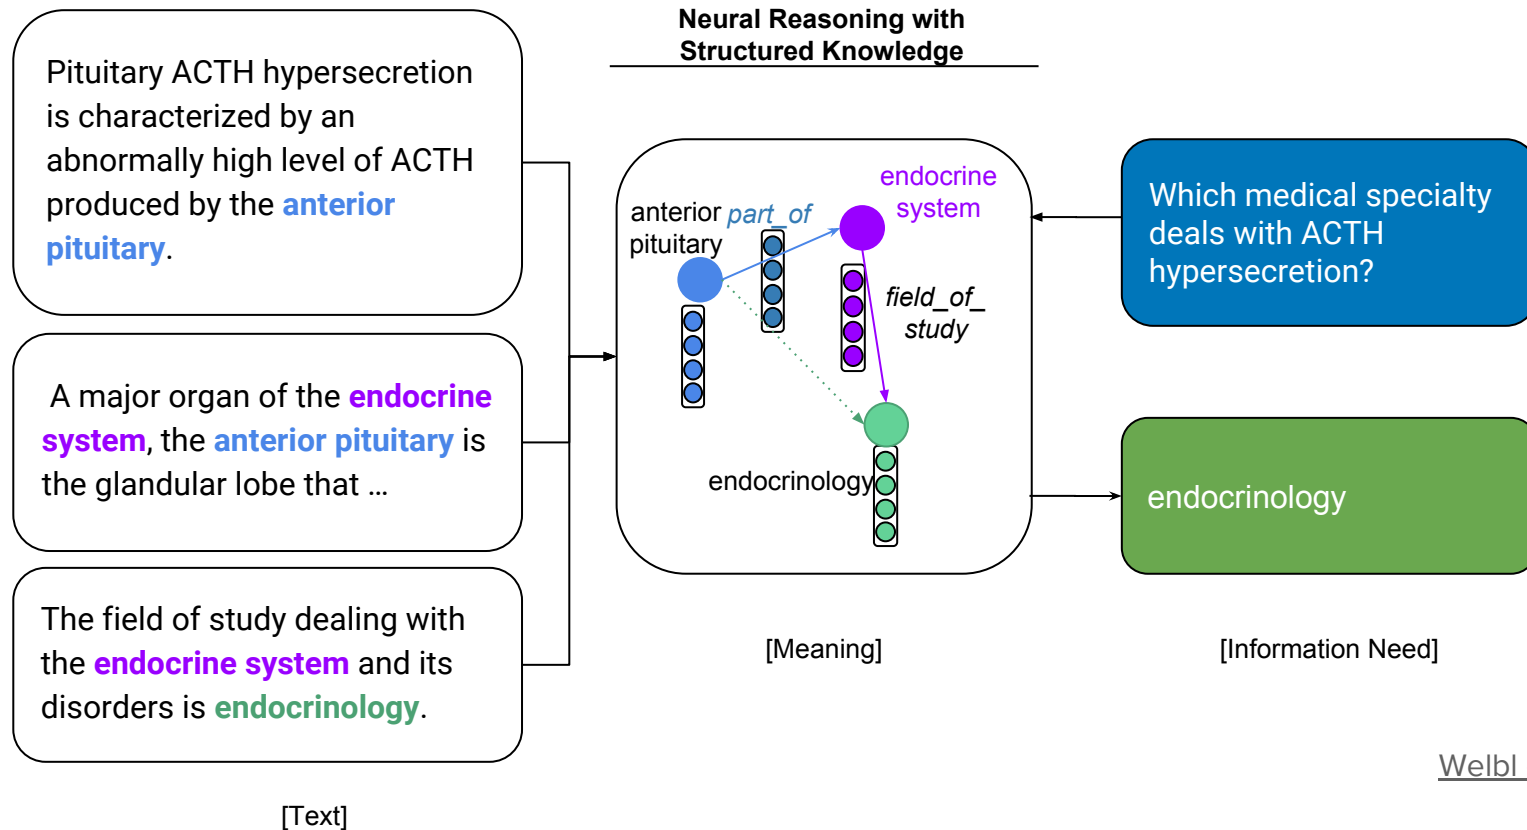 Neural Reasoning with
Structured Knowledge
Pituitary ACTH hypersecretion
is characterized by an
abnormally high level of ACTH
produced by the anterior
pituitary.
A major organ of the endocrine
system, the anterior pituitary is
the glandular lobe that ...
The field of study dealing with
the endocrine system and its
disorders is endocrinology.
[Text]
anterior
pituitary
part_of
endocrine
system
field_of_
study
endocrinology
[Meaning]
Which medical specialty
deals with ACTH
hypersecretion?
endocrinology
[Information Need]
Welbl